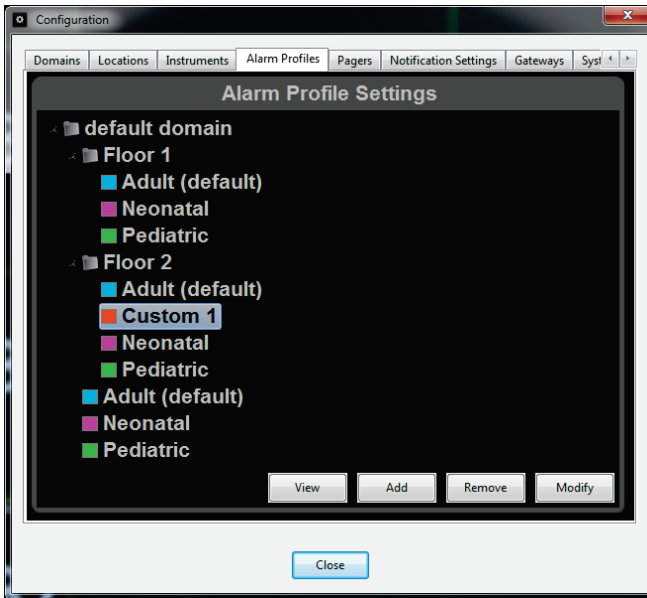 Configuration
Domains Locations Instruments Alarm Profiles Pagers Notification Settings Gateways Syst
Alarm Profile Settings
default domain
Floor 1
Adult (default)
Neonatal
Pediatric
Floor 2
Adult (default)
Custom 1
Neonatal
Pediatric
Adult (default)
Neonatal
Pediatric
View Add Remove Modify
Close